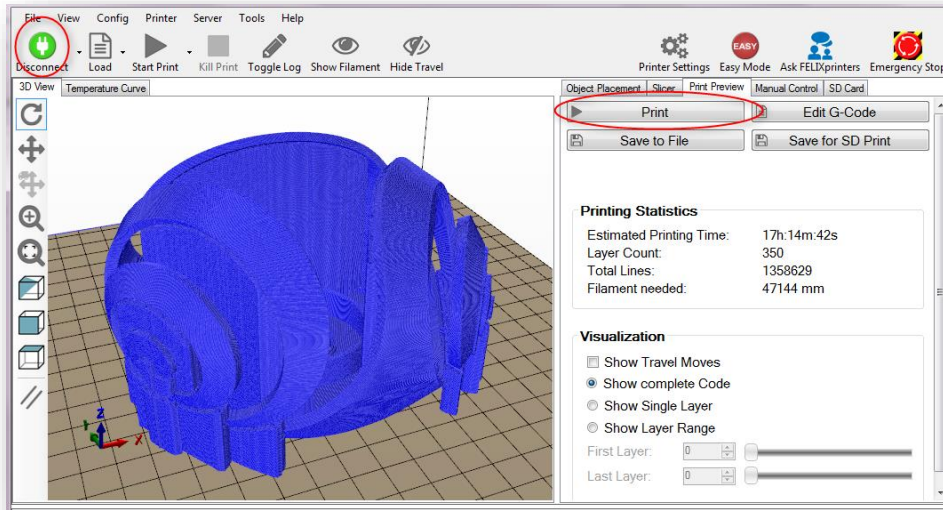 File View Config Printer Server Tools Help
Disconnect Load Start Print Kill Print Toggle Log Show Filament Hide Travel Printer Settings Easy Mode Ask FELIXprinters Emergency Stop
EASY
3D View Temperature Curve
Object Placement Slicer Print Preview Manual Control SD Card
Print Edit G-Code
Save to File Save for SD Print
Printing Statistics
Estimated Printing Time: 17h:14m:42s
Layer Count: 350
Total Lines: 1358629
Filament needed: 47144 mm
Visualization
Show Travel Moves
Show complete Code
Show Single Layer
Show Layer Range
First Layer: 0
Last Layer: 0
Z
X